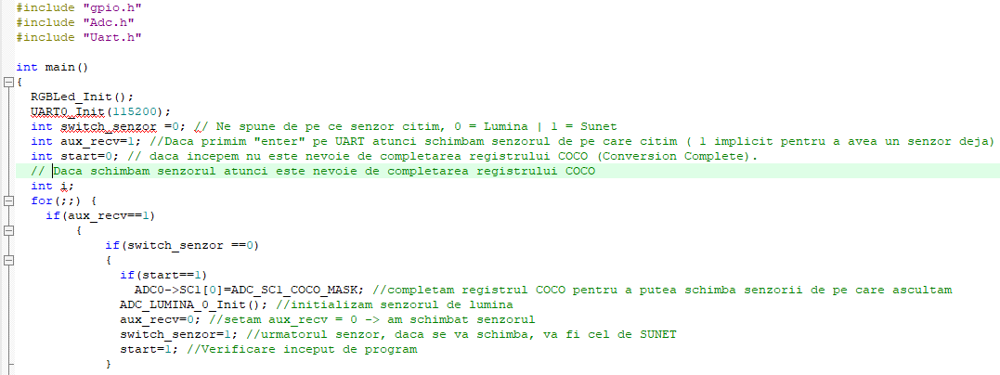 #include "gpio.h"
#include "Adc.h"
#include "Uart.h"
int main()
{
RGBLed_Init();
UART0_Init(115200);
int switch_senzor =0; // Ne spune de pe ce senzor citim, 0 = Lumina | 1 = Sunet
int aux_recv=1; //Daca primim "enter" pe UART atunci schimbam senzorul de pe care citim ( 1 implicit pentru a avea un senzor deja)
int start=0; // daca incepem nu este nevoie de completarea registrului COCO (Conversion Complete).
// Daca schimbam senzorul atunci este nevoie de completarea registrului COCO
int i;
for(;;) {
if(aux_recv==1)
{
if(switch_senzor ==0)
{
if(start==1)
ADC0->SC1[0]=ADC_SC1_COCO_MASK; //completam registrul COCO pentru a putea schimba senzorii de pe care ascultam
ADC_LUMINA_0_Init(); //initializam senzorul de lumina
aux_recv=0; //setam aux_recv = 0 -> am schimbat senzorul
switch_senzor=1; //urmatorul senzor, daca se va schimba, va fi cel de SUNET
start=1; //Verificare inceput de program
}